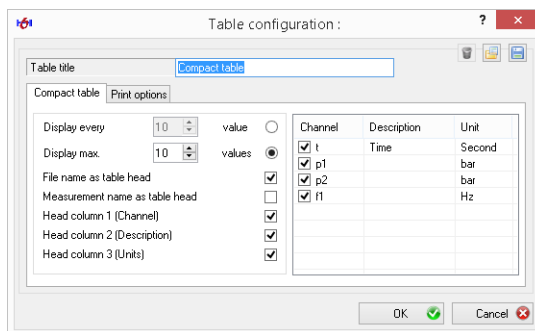 Table configuration :
?
Table title Compact table
Compact table Print options
Display every 10 value
Display max. 10 values
File name as table head
Measurement name as table head
Head column 1 (Channel)
Head column 2 (Description)
Head column 3 (Units)
Channel Description Unit
t Time Second
p1 bar
p2 bar
f1 Hz
OK Cancel